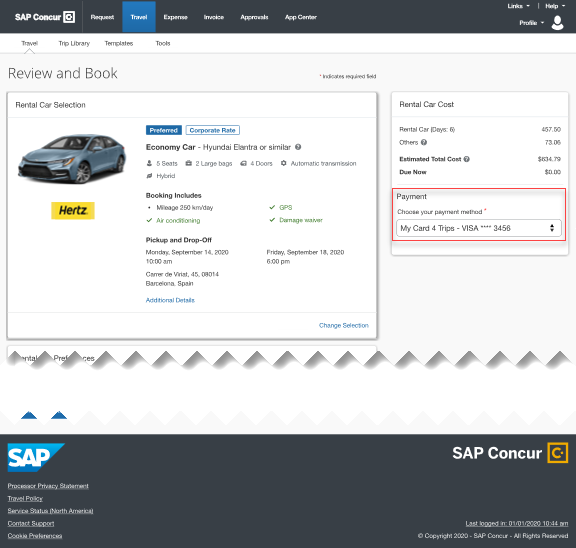 Links Help
SAP Concur C Request Travel Expense Invoice Approvals App Center
Profile
Travel Trip Library Templates Tools
Review and Book
* Indicates required field
Rental Car Selection
Preferred Corporate Rate
Economy Car - Hyundai Elantra or similar ?
5 Seats 2 Large bags 4 Doors Automatic transmission
Hybrid
Hertz.
Booking Includes
• Mileage 250 km/day GPS
Air conditioning Damage waiver
Pickup and Drop-Off
Monday, September 14, 2020 Friday, September 18, 2020
10:00 am 6:00 pm
Carrer de Viriat, 45, 08014
Barcelona, Spain
Additional Details
Change Selection
Rental Car Cost
Rental Car (Days: 6) 457.50
Others ? 73.06
Estimated Total Cost ? $634.79
Due Now $0.00
Payment
Choose your payment method *
My Card 4 Trips - VISA **** 3456
SAP
SAP Concur C
Processor Privacy Statement
Travel Policy
Service Status (North America)
Contact Support
Cookie Preferences
Last logged in: 01/01/2020 10:44 am
© Copyright 2020 - SAP Concur - All Rights Reserved